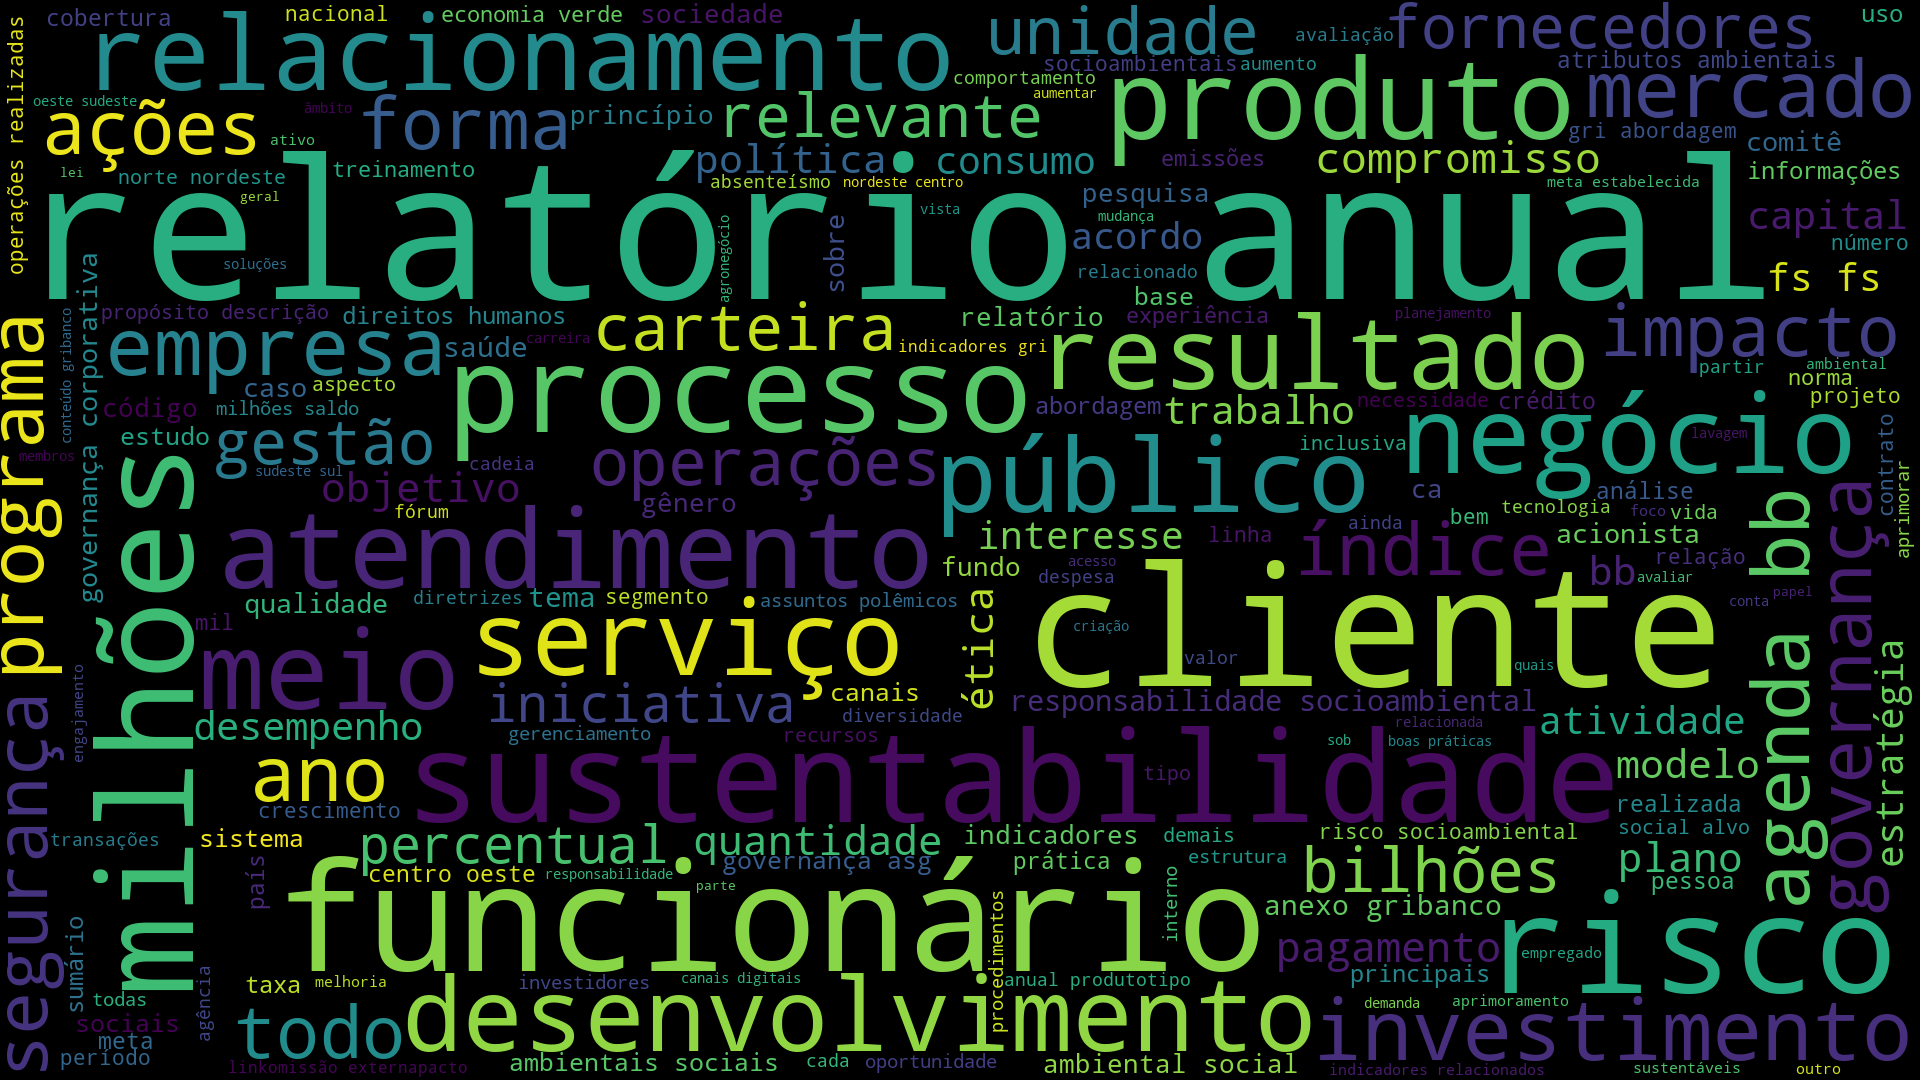 cobertura
nacional
economia verde
sociedade
relacionamento
unidade
avaliação
fornecedores
uso
operações realizadas
socioambientais
aumento
atributos ambientais
oeste sudeste
âmbito
comportamento
aumentar
produto
mercado
ações
ativo
forma
princípio
relevante
gri abordagem
comitê
lei
norte nordeste
treinamento
política
consumo
emissões
compromisso
informações
geral
absenteísmo
nordeste centro
pesquisa
meta estabelecida
relatório anual
vista
mudança
capital
soluções
agronegócio
sobre
acordo
número
relacionado
fs fs
base
governança corporativa
propósito descrição
direitos humanos
carteira
relatório
experiência
planejamento
impacto
programa
conteúdo gribanco
empresa
saúde
carreira
indicadores gri
resultado
partir
ambiental
caso
aspecto
processo
norma
projeto
código
milhões saldo
abordagem
trabalho
necessidade
crédito
negócio
contrato
estudo
gestão
operações
público
inclusiva
lavagem
membros
sudeste sul
cadeia
aprimorar
milhões
objetivo
gênero
ca
análise
agenda bb
governança
fórum
atendimento
interesse
linha
ainda
bem
tecnologia
foco
vida
índice
acionista
relação
fundo
acesso
despesa
bb
avaliar
papel
qualidade
diretrizes
tema
segmento
assuntos polêmicos
ética
cliente
conta
mil
meio
serviço
criação
estratégia
segurança
engajamento
iniciativa
canais
valor
quais
desempenho
gerenciamento
diversidade
recursos
responsabilidade socioambiental
relacionada
atividade
ano
sustentabilidade
sob
boas práticas
tipo
modelo
crescimento
realizada
transações
sistema
percentual
quantidade
indicadores
demais
risco socioambiental
social alvo
país
centro oeste
responsabilidade
governança asg
prática
estrutura
bilhões
plano
parte
pessoa
funcionário
procedimentos
interno
anexo gribanco
risco
sumário
pagamento
empregado
agência
taxa
melhoria
investidores
canais digitais
anual produtotipo
principais
todas
demanda
aprimoramento
sociais
meta
todo
desenvolvimento
investimento
período
linkomissão externapacto
ambientais sociais
cada
oportunidade
ambiental social
indicadores relacionados
sustentáveis
outro